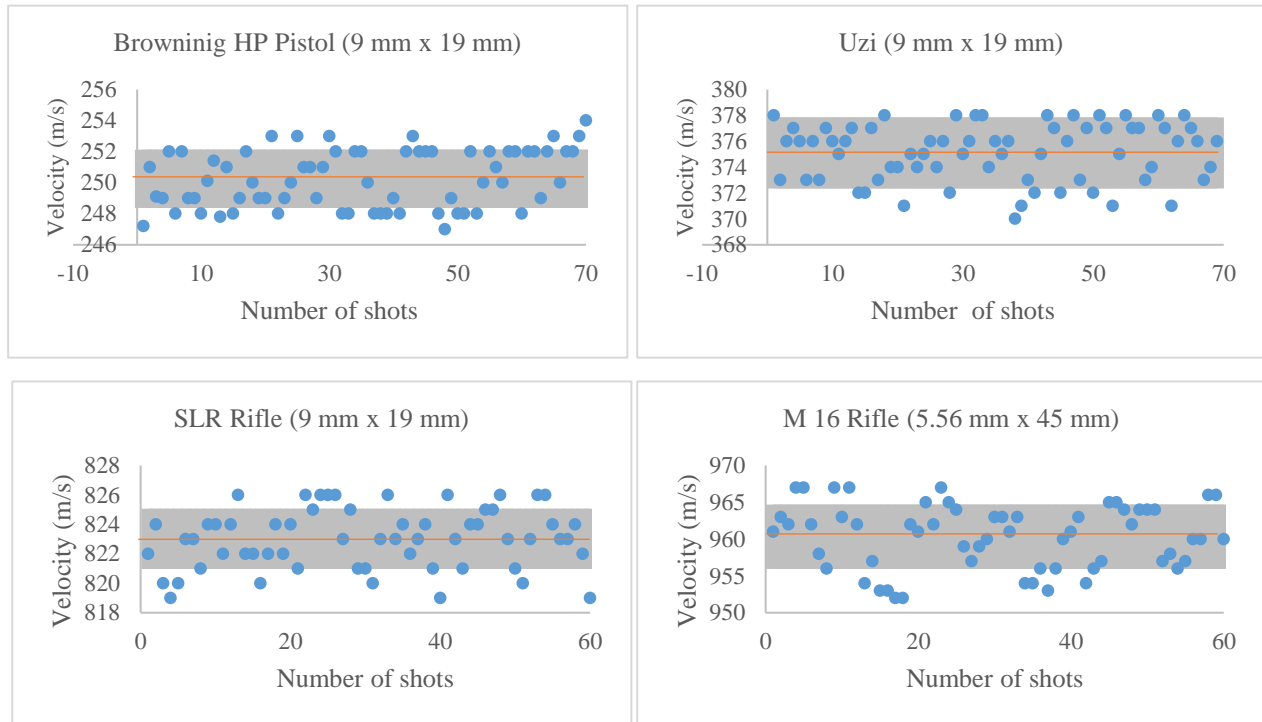 Browninig HP Pistol (9 mm x 19 mm)
Velocity (m/s)
256
254
252
250
248
246
-10 10 30 50 70
Number of shots
Uzi (9 mm x 19 mm)
Velocity (m/s)
380
378
376
374
372
370
368
-10 10 30 50 70
Number of shots
SLR Rifle (9 mm x 19 mm)
Velocity (m/s)
828
826
824
822
820
818
0 20 40 60
Number of shots
M 16 Rifle (5.56 mm x 45 mm)
Velocity (m/s)
970
965
960
955
950
0 20 40 60
Number of shots